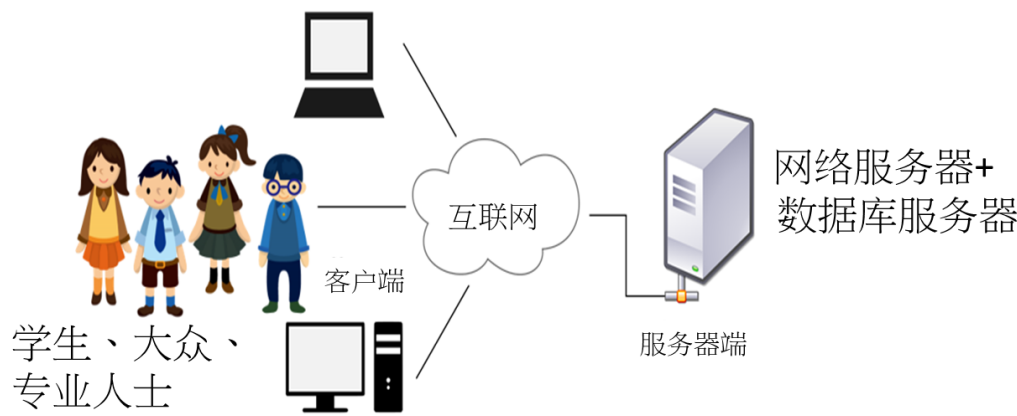 互联网
网络服务器+
数据库服务器
客户端
服务器端
学生、大众、
专业人士